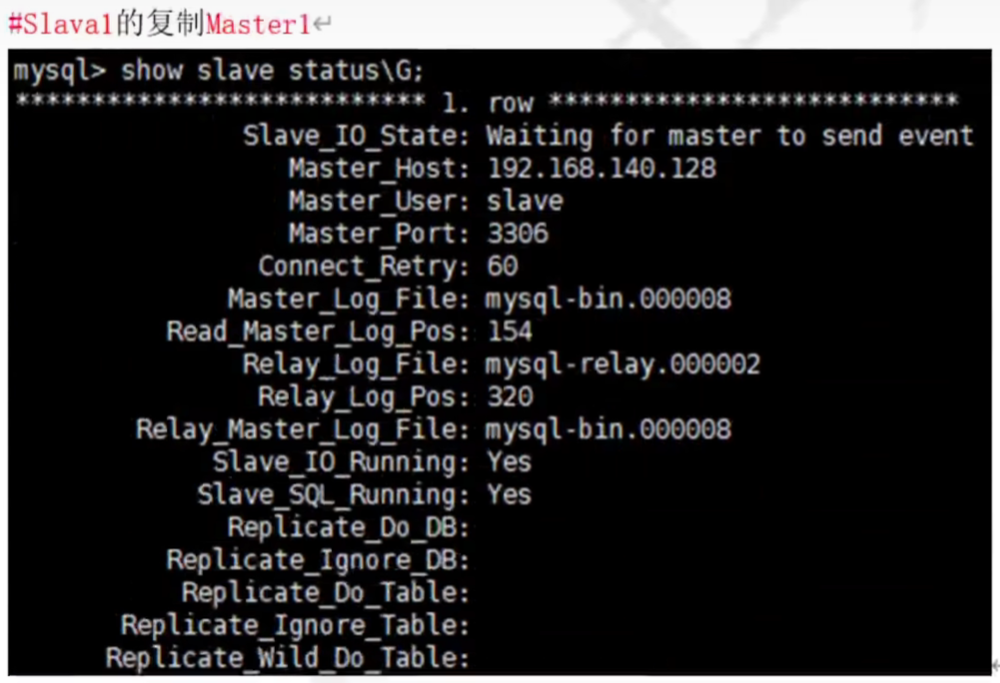 #Slava1的复制Master1↵
mysql> show slave status\G;
*************************** 1. row ***************************
Slave_IO_State: Waiting for master to send event
Master_Host: 192.168.140.128
Master_User: slave
Master_Port: 3306
Connect_Retry: 60
Master_Log_File: mysql-bin.000008
Read_Master_Log_Pos: 154
Relay_Log_File: mysql-relay.000002
Relay_Log_Pos: 320
Relay_Master_Log_File: mysql-bin.000008
Slave_IO_Running: Yes
Slave_SQL_Running: Yes
Replicate_Do_DB:
Replicate_Ignore_DB:
Replicate_Do_Table:
Replicate_Ignore_Table:
Replicate_Wild_Do_Table: